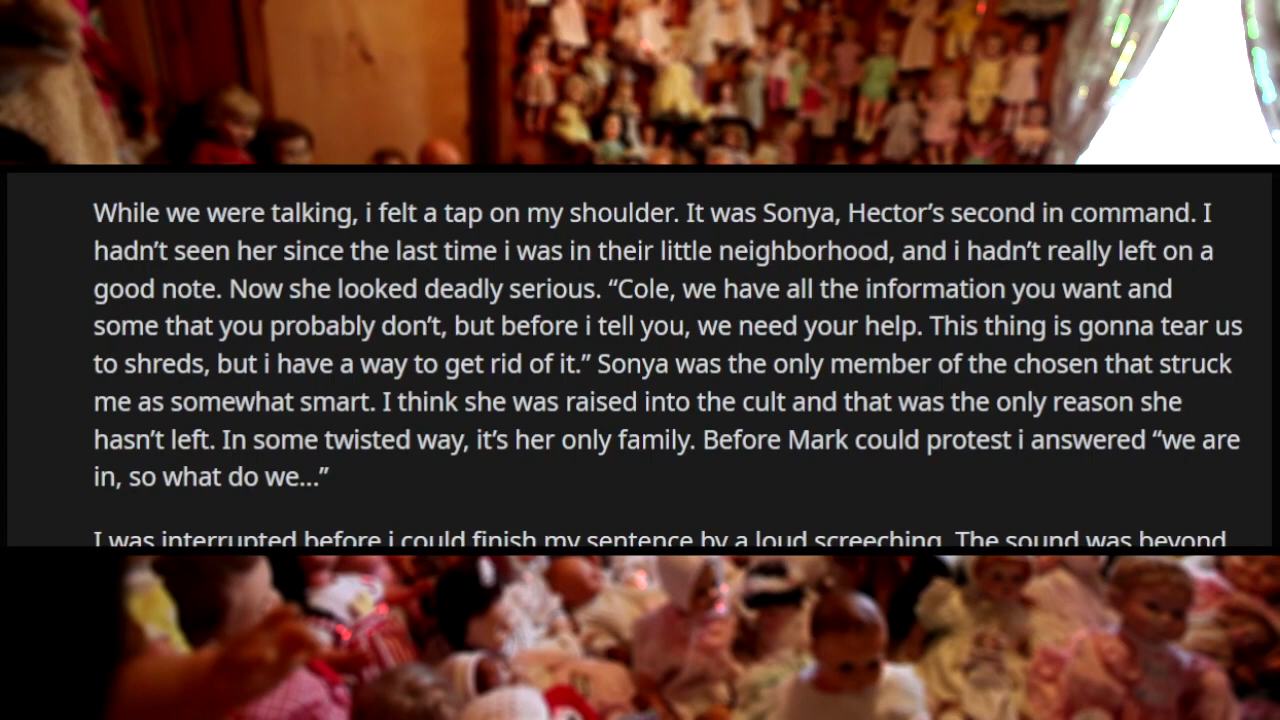 While we were talking, i felt a tap on my shoulder. It was Sonya, Hector’s second in command. I
hadn’t seen her since the last time i was in their little neighborhood, and i hadn’t really left on a
good note. Now she looked deadly serious. “Cole, we have all the information you want and
some that you probably don’t, but before i tell you, we need your help. This thing is gonna tear us
to shreds, but i have a way to get rid of it.” Sonya was the only member of the chosen that struck
me as somewhat smart. I think she was raised into the cult and that was the only reason she
hasn’t left. In some twisted way, it’s her only family. Before Mark could protest i answered “we are
in, so what do we...”
I was interrupted before i could finish my sentence by a loud screeching. The sound was beyond